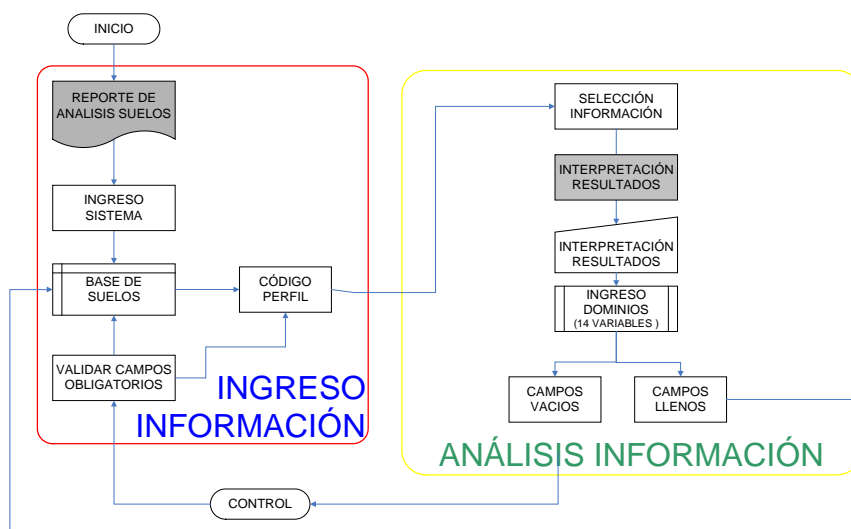 INICIO
REPORTE DE
ANALISIS SUELOS
INGRESO
SISTEMA
BASE DE
SUELOS
CÓDIGO
PERFIL
VALIDAR CAMPOS
OBLIGATORIOS
INGRESO
INFORMACIÓN
SELECCIÓN
INFORMACIÓN
INTERPRETACIÓN
RESULTADOS
INTERPRETACIÓN
RESULTADOS
INGRESO
DOMINIOS
(14 VARIABLES )
CAMPOS
VACIOS
CAMPOS
LLENOS
ANÁLISIS INFORMACIÓN
CONTROL